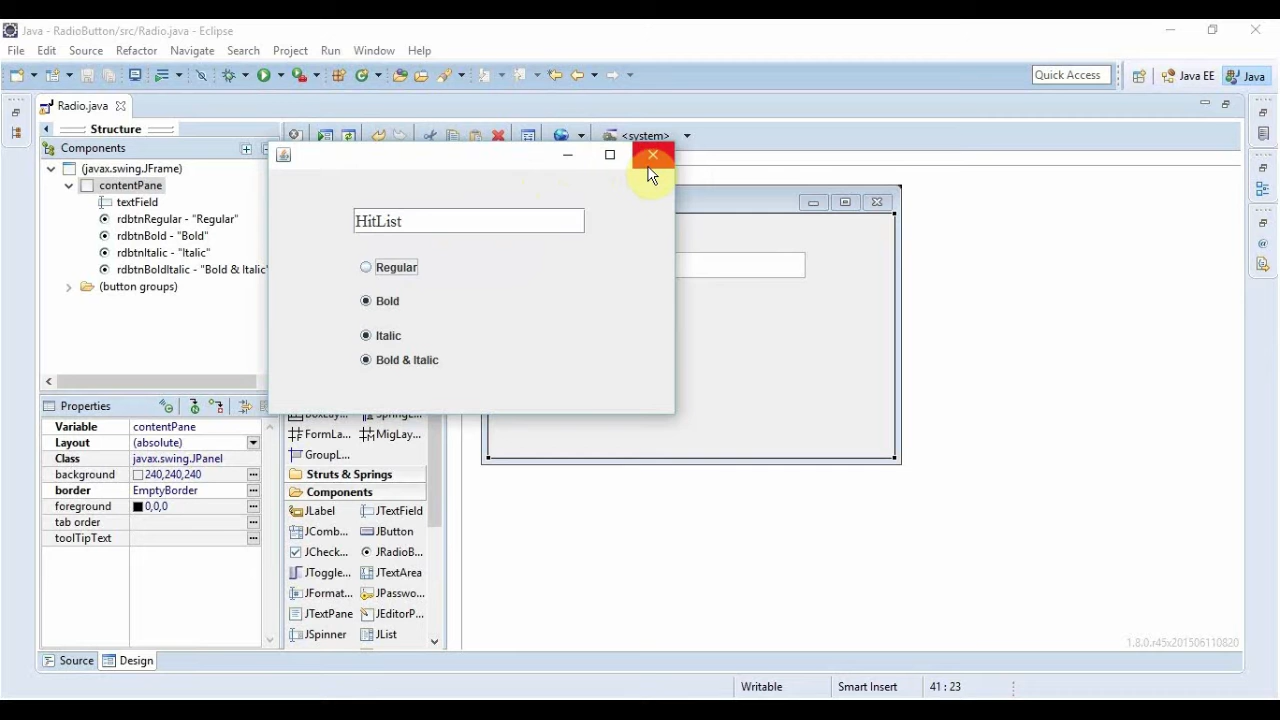 Java - RadioButton/src/Radio.java - Eclipse
File Edit Source Refactor Navigate Search Project Run Window Help
Quick Access
Java EE
Java
Radio.java
Structure
<system>
Components
(javax.swing.JFrame)
contentPane
textField
rdbtnRegular - "Regular"
rdbtnBold - "Bold"
rdbtnItalic - "Italic"
rdbtnBoldItalic - "Bold & Italic"
(button groups)
HitList
Regular
Bold
Italic
Bold & Italic
Properties
Variable contentPane
Layout (absolute)
Class javax.swing.JPanel
background 240,240,240
border EmptyBorder
foreground 0,0,0
tab order
toolTipText
FormLa... MigLay...
GroupL...
Struts & Springs
Components
JLabel JTextField
JComb... JButton
JCheck... JRadioB...
JToggle... JTextArea
JFormat... JPasswo...
JTextPane JEditorP...
JSpinner JList
1.8.0.r45x201506110820
Source Design
Writable Smart Insert 41 : 23